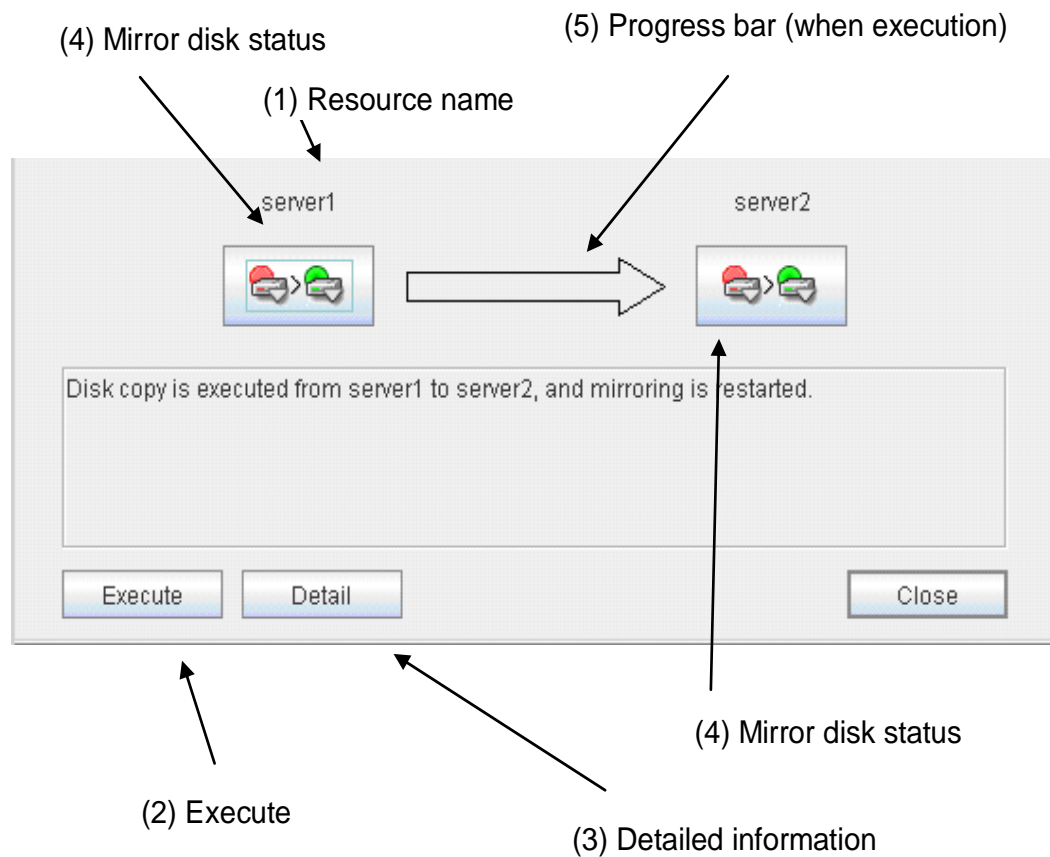 (4) Mirror disk status
(5) Progress bar (when execution)
(1) Resource name
server1
server2
Disk copy is executed from server1 to server2, and mirroring is restarted.
Execute
Detail
Close
(4) Mirror disk status
(2) Execute
(3) Detailed information